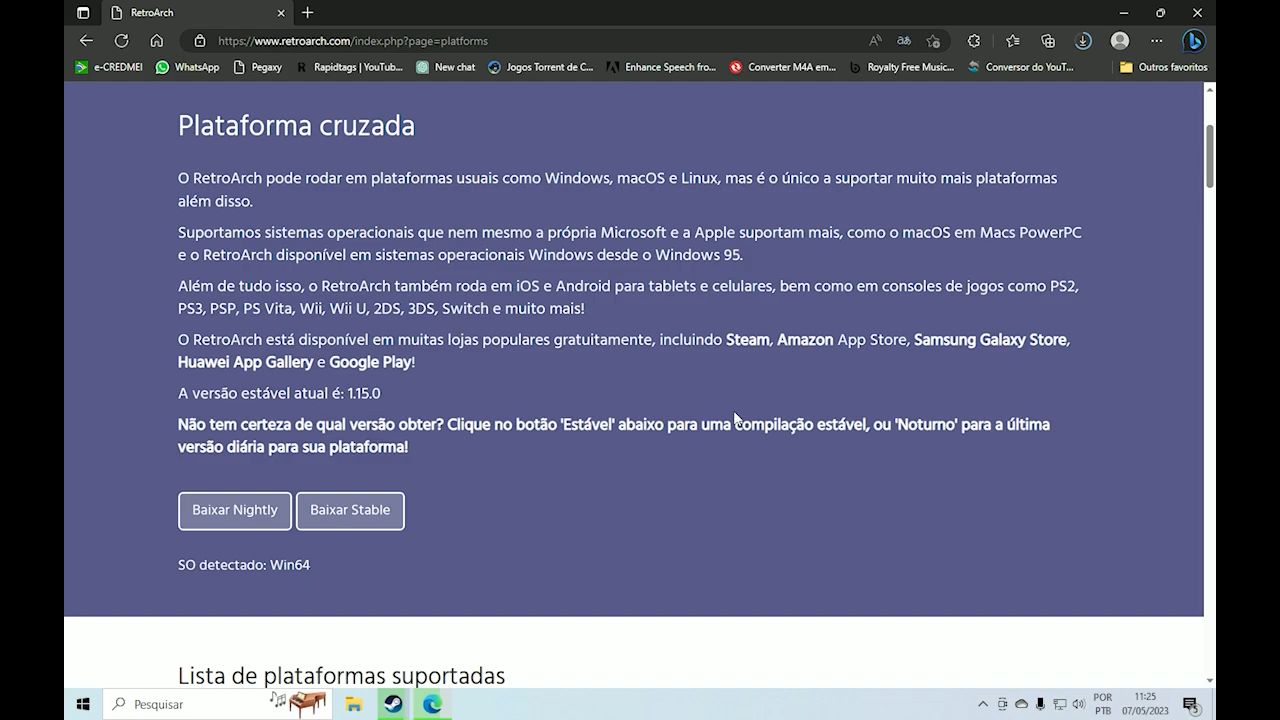 RetroArch
https://www.retroarch.com/index.php?page=platforms
e-CREDMEI
WhatsApp
Pegaxy
Rapidtags | YouTub...
New chat
Jogos Torrent de C...
Enhance Speech fro...
Converter M4A em...
Royalty Free Music...
Conversor do YouT...
Outros favoritos
Plataforma cruzada
O RetroArch pode rodar em plataformas usuais como Windows, macOS e Linux, mas é o único a suportar muito mais plataformas
além disso.
Suportamos sistemas operacionais que nem mesmo a própria Microsoft e a Apple suportam mais, como o macOS em Macs PowerPC
e o RetroArch disponível em sistemas operacionais Windows desde o Windows 95.
Além de tudo isso, o RetroArch também roda em iOS e Android para tablets e celulares, bem como em consoles de jogos como PS2,
PS3, PSP, PS Vita, Wii, Wii U, 2DS, 3DS, Switch e muito mais!
O RetroArch está disponível em muitas lojas populares gratuitamente, incluindo Steam, Amazon App Store, Samsung Galaxy Store,
Huawei App Gallery e Google Play!
A versão estável atual é: 1.15.0
Não tem certeza de qual versão obter? Clique no botão 'Estável' abaixo para uma compilação estável, ou 'Noturno' para a última
versão diária para sua plataforma!
Baixar Nightly
Baixar Stable
SO detectado: Win64
Lista de plataformas suportadas
Pesquisar
POR
PTB
11:25
07/05/2023
5